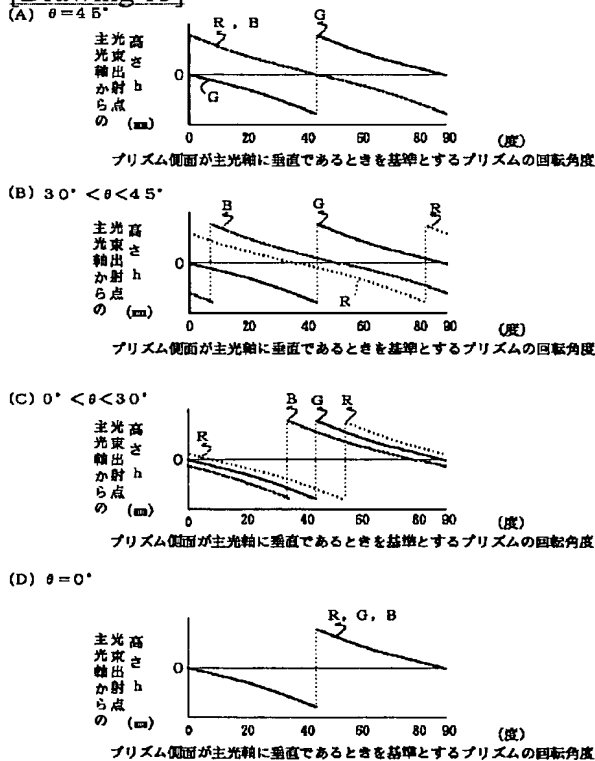 (A) θ=45°
主光軸からの
光束出射点
高さh
(mm)
R, B
G
0
G
0 20 40 60 80 90
(度)
プリズム側面が主光軸に垂直であるときを基準とするプリズムの回転角度
(B) 30°<θ<45°
主光軸からの
光束出射点
高さh
(mm)
B
G
R
0
R
0 20 40 60 80 90
(度)
プリズム側面が主光軸に垂直であるときを基準とするプリズムの回転角度
(C) 0°<θ<30°
主光軸からの
光束出射点
高さh
(mm)
B G R
R
0
0 20 40 60 80 90
(度)
プリズム側面が主光軸に垂直であるときを基準とするプリズムの回転角度
(D) θ=0°
主光軸からの
光束出射点
高さh
(mm)
R, G, B
0
0 20 40 60 80 90
(度)
プリズム側面が主光軸に垂直であるときを基準とするプリズムの回転角度